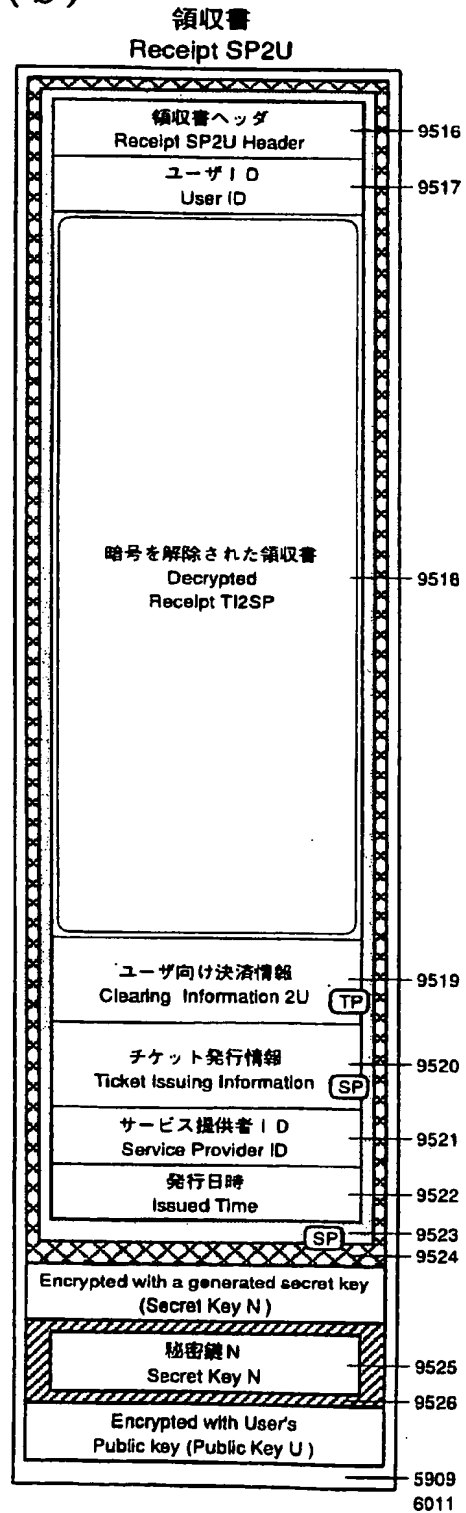 領収書
Receipt SP2U
領収書ヘッダ
Receipt SP2U Header
9516
ユーザID
User ID
9517
暗号を解除された領収書
Decrypted
Receipt TI2SP
9518
ユーザ向け決済情報
Clearing Information 2U
TP
9519
チケット発行情報
Ticket Issuing Information
SP
9520
サービス提供者ID
Service Provider ID
9521
発行日時
Issued Time
9522
SP
9523
9524
Encrypted with a generated secret key
(Secret Key N)
秘密鍵N
Secret Key N
9525
9526
Encrypted with User's
Public key (Public Key U)
5909
6011